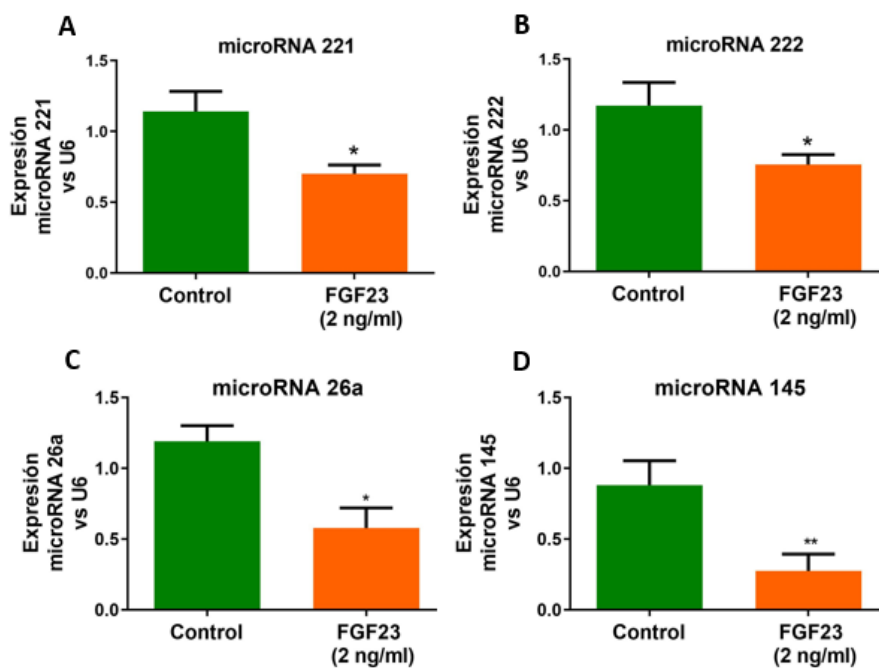 A
microRNA 221
Expresión
microRNA 221
vs U6
1.5
1.0
0.5
0.0
*
Control
FGF23
(2 ng/ml)
B
microRNA 222
Expresión
microRNA 222
vs U6
1.5
1.0
0.5
0.0
*
Control
FGF23
(2 ng/ml)
C
microRNA 26a
Expresión
microRNA 26a
vs U6
1.5
1.0
0.5
0.0
*
Control
FGF23
(2 ng/ml)
D
microRNA 145
Expresión
microRNA 145
vs U6
1.5
1.0
0.5
0.0
**
Control
FGF23
(2 ng/ml)